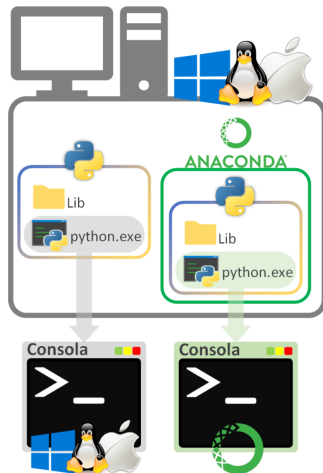 ANACONDA
Lib
python.exe
Lib
python.exe
Consola
>_
Consola
>_